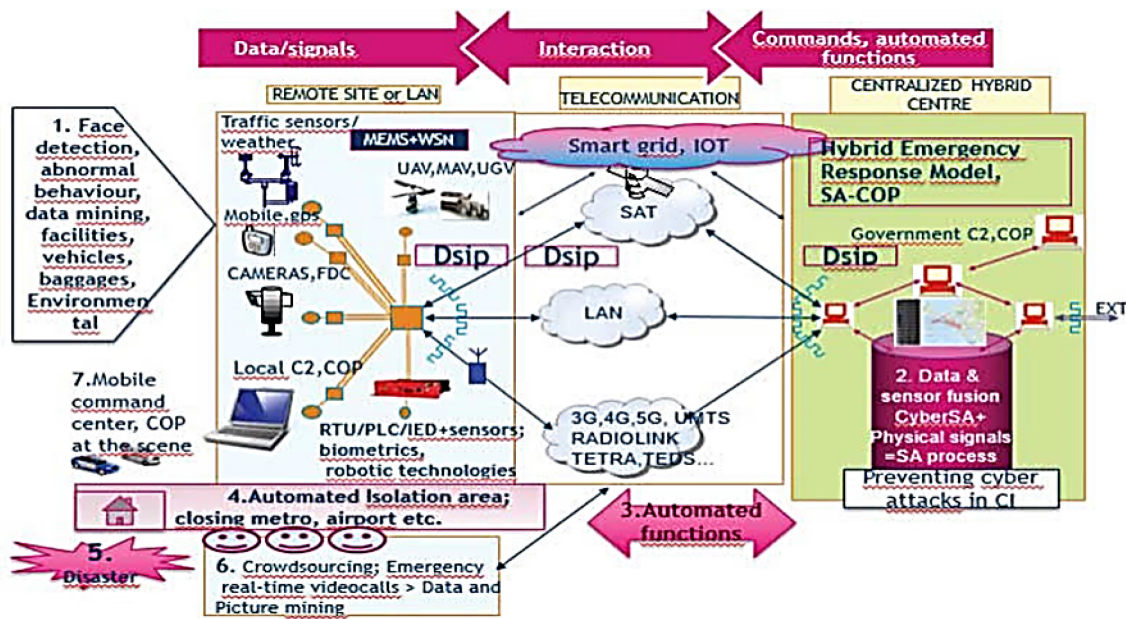 Data/signals
Interaction
Commands, automated
functions
REMOTE SITE or LAN
TELECOMMUNICATION
CENTRALIZED HYBRID
CENTRE
1. Face
detection,
abnormal
behaviour,
data mining,
facilities,
vehicles,
baggages,
Environmen
tal
Traffic sensors/
weather
MEMS+WSN
UAV,MAV,UGV
Mobile,gps
CAMERAS,FDC
Dsip
Local C2,COP
RTU/PLC/IED+sensors;
biometrics,
robotic technologies
Smart grid, IOT
SAT
Dsip
LAN
3G,4G,5G, UMTS
RADIOLINK
TETRA,TEDS...
Hybrid Emergency
Response Model,
SA-COP
Government C2,COP
Dsip
EXT
2. Data &
sensor fusion
CyberSA+
Physical signals
=SA process
Preventing cyber
attacks in CI
3.Automated
functions
7.Mobile
command
center, COP
at the scene
4.Automated Isolation area;
closing metro, airport etc.
5.
Disaster
6. Crowdsourcing; Emergency
real-time videocalls > Data and
Picture mining